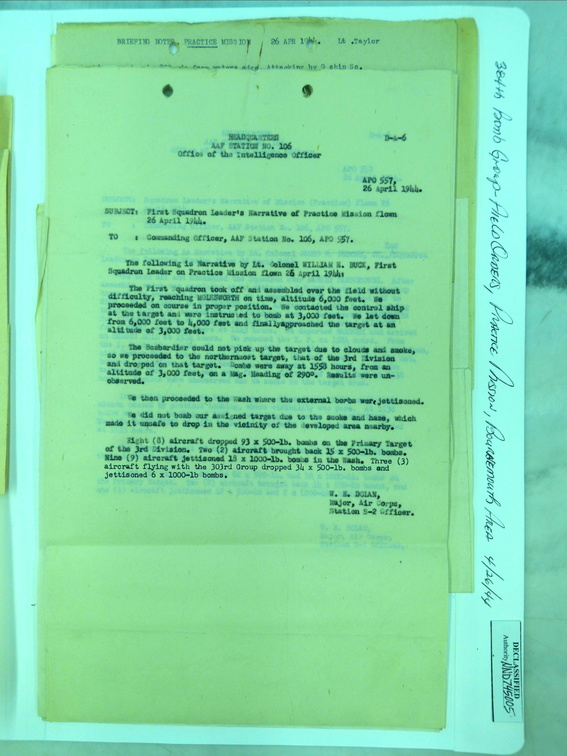 BRIEFING NOTES, PRACTICE MISSION 26 APR 1944. Lt .Taylor
Attacking by 6 ship Sq.
HEADQUARTERS
AAF STATION NO. 106
Office of the Intelligence Officer
D-A-6
APO 557,
26 April 1944.
SUBJECT: First Squadron Leader's Narrative of Practice Mission flown
26 April 1944.
TO : Commanding Officer, AAF Station No. 106, APO 557.
The Following is Narrative by Lt. Colonel WILLIAM E. BUCK, First
Squadron Leader on Practice Mission flown 26 April 1944:
The First Squadron took off and assembled over the field without
difficulty, reaching MOLESWORTH on time, altitude 6,000 feet. We
proceeded on course in proper position. We contacted the control ship
at the target and were instructed to bomb at 3,000 feet. We let down
from 6,000 feet to 4,000 feet and finallyapproached the target at an
altitude of 3,000 feet.
The Bombardier could not pick up the target due to clouds and smoke,
so we proceeded to the northernmost target, that of the 3rd Division
and dropped on that target. Bombs were away at 1558 hours, from an
altitude of 3,000 feet, on a Mag. Heading of 290°. Results were un-
observed.
We then proceeded to the Wash where the external bombs were jettisoned.
We did not bomb our assigned target due to the smoke and haze, which
made it unsafe to drop in the vicinity of the developed area nearby.
Eight (8) aircraft dropped 93 x 500-lb. bombs on the Primary Target
of the 3rd Division. Two (2) aircraft brought back 15 x 500-lb. bombs.
Nine (9) aircraft jettisoned 18 x 1000-lb bombs in the Wash. Three (3)
aircraft flying with the 303rd Group dropped 34 x 500-lb. bombs and
jettisoned 6 x 1000-lb bombs.
W. E. DOLAN,
Major, Air Corps,
Station S-2 Officer.
384th Bomb Group Field Orders, Practice Mission, Bournemouth Area 4/26/44
DECLASSIFIED
Authority NND745005